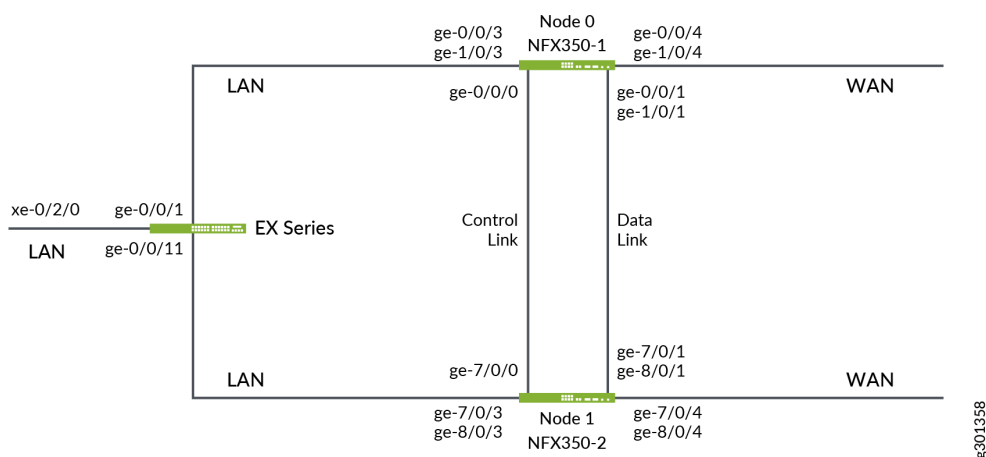 Node 0
NFX350-1
ge-0/0/3
ge-1/0/3
ge-0/0/4
ge-1/0/4
LAN
WAN
ge-0/0/0
ge-0/0/1
ge-1/0/1
xe-0/2/0
ge-0/0/1
LAN
ge-0/0/11
EX Series
Control
Link
Data
Link
ge-7/0/1
ge-8/0/1
ge-7/0/0
LAN
WAN
ge-7/0/3
ge-8/0/3
Node 1
NFX350-2
ge-7/0/4
ge-8/0/4
g301358